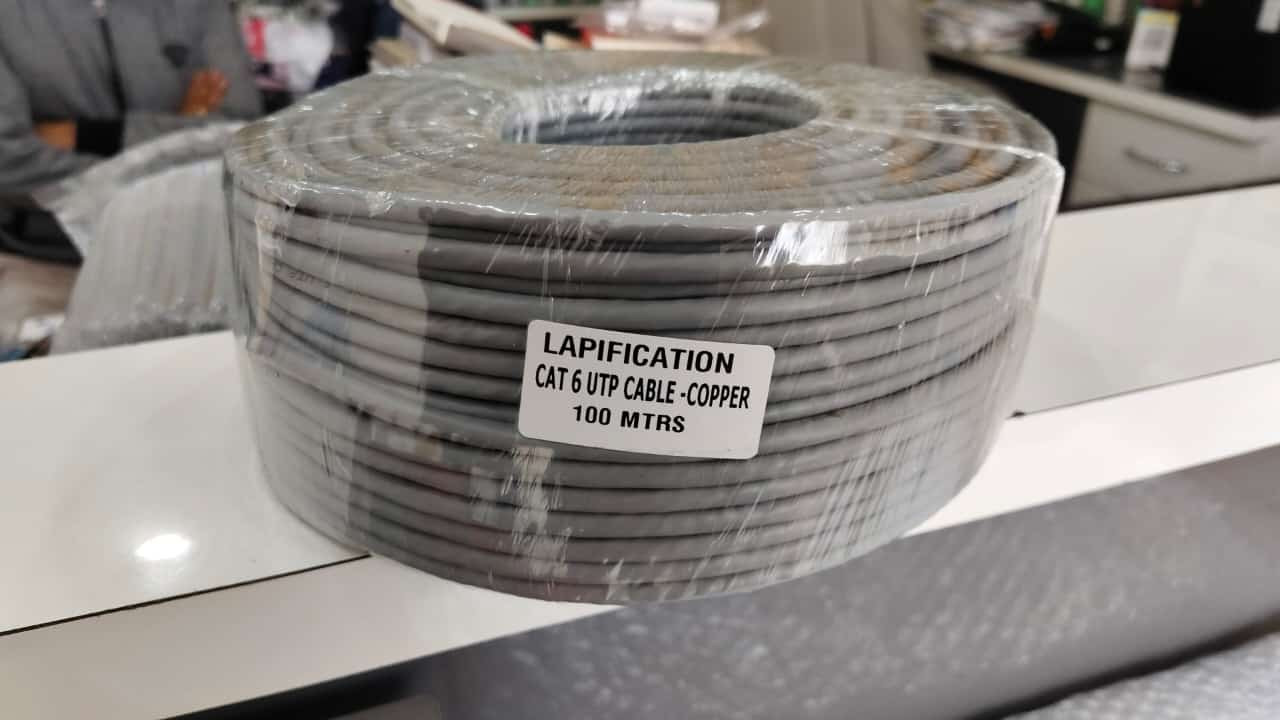 LAPIFICATION
CAT 6 UTP CABLE -COPPER
100 MTRS